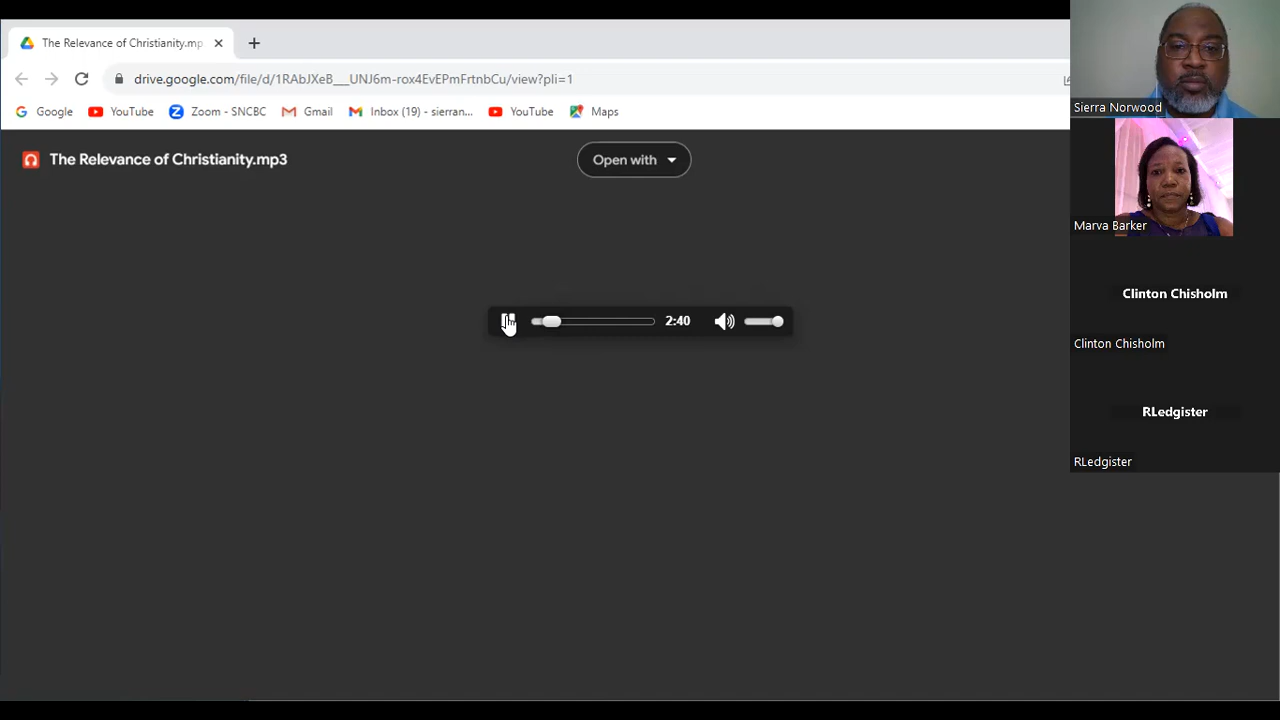 The Relevance of Christianity.mp
drive.google.com/file/d/1RAbJXeB___UNJ6m-rox4EvEPmFrtnbCu/view?pli=1
Google
YouTube
Zoom - SNCBC
Gmail
Inbox (19) - sierran...
YouTube
Maps
The Relevance of Christianity.mp3
Open with
2:40
Sierra Norwood
Marva Barker
Clinton Chisholm
Clinton Chisholm
RLedgister
RLedgister